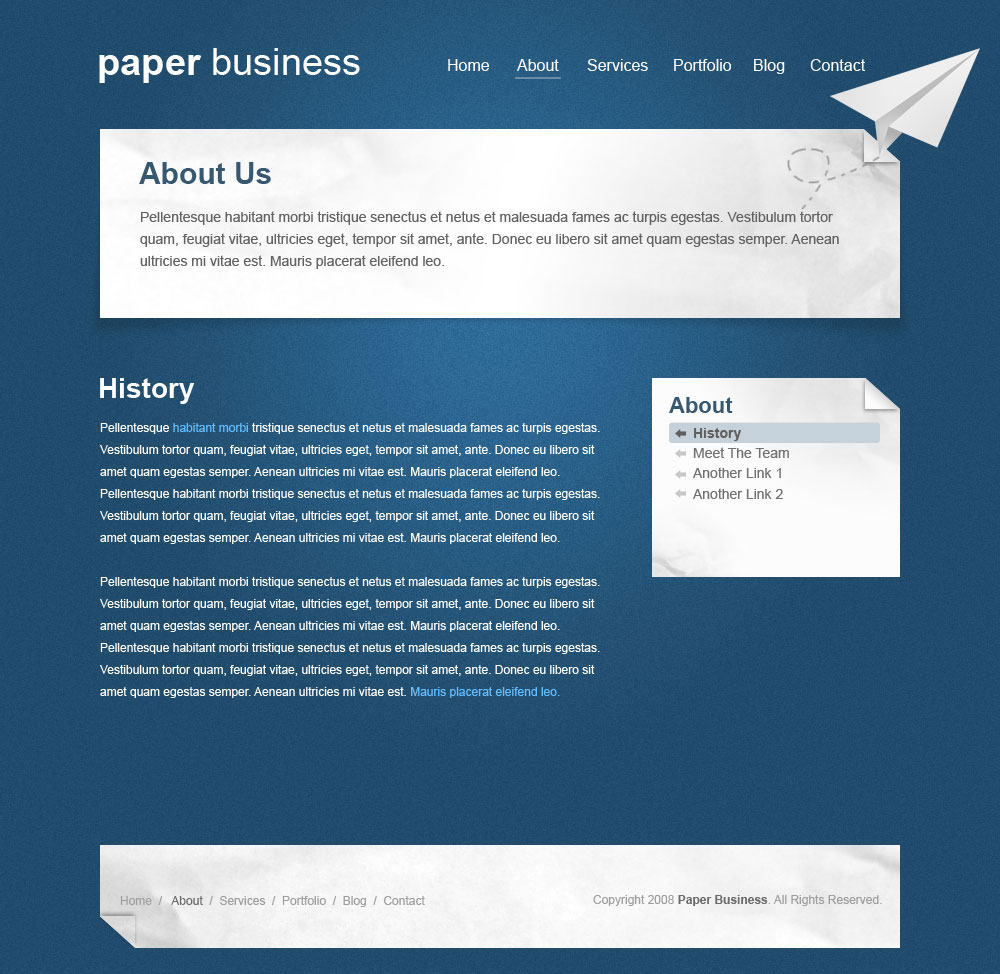 paper business
Home About Services Portfolio Blog Contact
About Us
Pellentesque habitant morbi tristique senectus et netus et malesuada fames ac turpis egestas. Vestibulum tortor
quam, feugiat vitae, ultricies eget, tempor sit amet, ante. Donec eu libero sit amet quam egestas semper. Aenean
ultricies mi vitae est. Mauris placerat eleifend leo.
History
Pellentesque habitant morbi tristique senectus et netus et malesuada fames ac turpis egestas.
Vestibulum tortor quam, feugiat vitae, ultricies eget, tempor sit amet, ante. Donec eu libero sit
amet quam egestas semper. Aenean ultricies mi vitae est. Mauris placerat eleifend leo.
Pellentesque habitant morbi tristique senectus et netus et malesuada fames ac turpis egestas.
Vestibulum tortor quam, feugiat vitae, ultricies eget, tempor sit amet, ante. Donec eu libero sit
amet quam egestas semper. Aenean ultricies mi vitae est. Mauris placerat eleifend leo.
Pellentesque habitant morbi tristique senectus et netus et malesuada fames ac turpis egestas.
Vestibulum tortor quam, feugiat vitae, ultricies eget, tempor sit amet, ante. Donec eu libero sit
amet quam egestas semper. Aenean ultricies mi vitae est. Mauris placerat eleifend leo.
Pellentesque habitant morbi tristique senectus et netus et malesuada fames ac turpis egestas.
Vestibulum tortor quam, feugiat vitae, ultricies eget, tempor sit amet, ante. Donec eu libero sit
amet quam egestas semper. Aenean ultricies mi vitae est. Mauris placerat eleifend leo.
About
History
Meet The Team
Another Link 1
Another Link 2
Home / About / Services / Portfolio / Blog / Contact
Copyright 2008 Paper Business. All Rights Reserved.